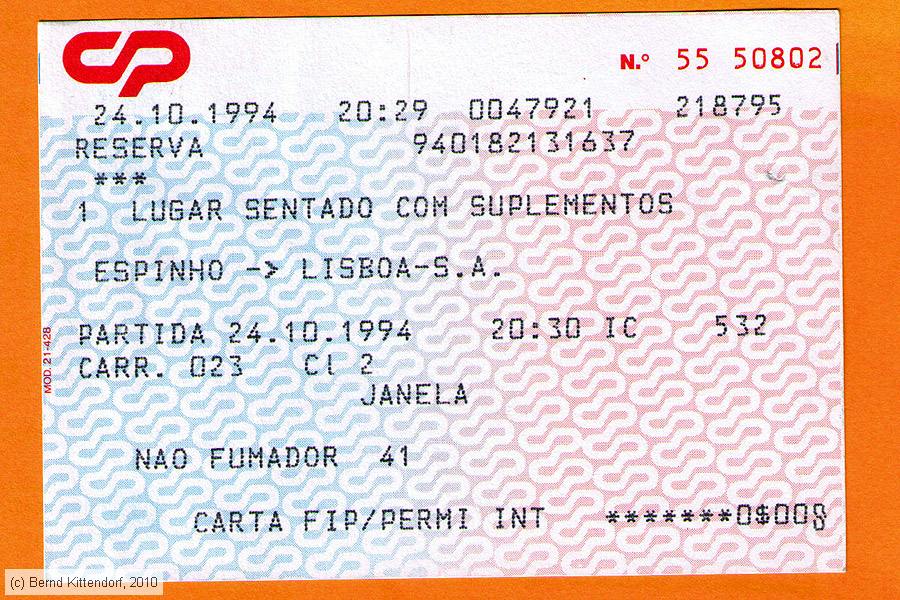 CP N.º 55 50802
24.10.1994 20:29 0047921 218795
RESERVA 940182131637
***
1 LUGAR SENTADO COM SUPLEMENTOS
ESPINHO -> LISBOA-S.A.
PARTIDA 24.10.1994 20:30 IC 532
CARR. 023 Cl 2
JANELA
NAO FUMADOR 41
CARTA FIP/PERMI INT *******0$00
MOD. 21-428
(c) Bernd Kittendorf, 2010